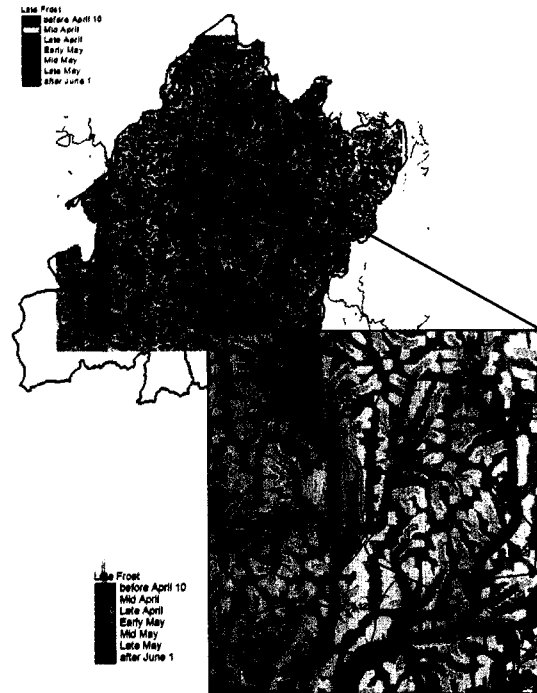 Late Frost
before April 10
Mid April
Late April
Early May
Mid May
Late May
after June 1
Late Frost
before April 10
Mid April
Late April
Early May
Mid May
Late May
after June 1